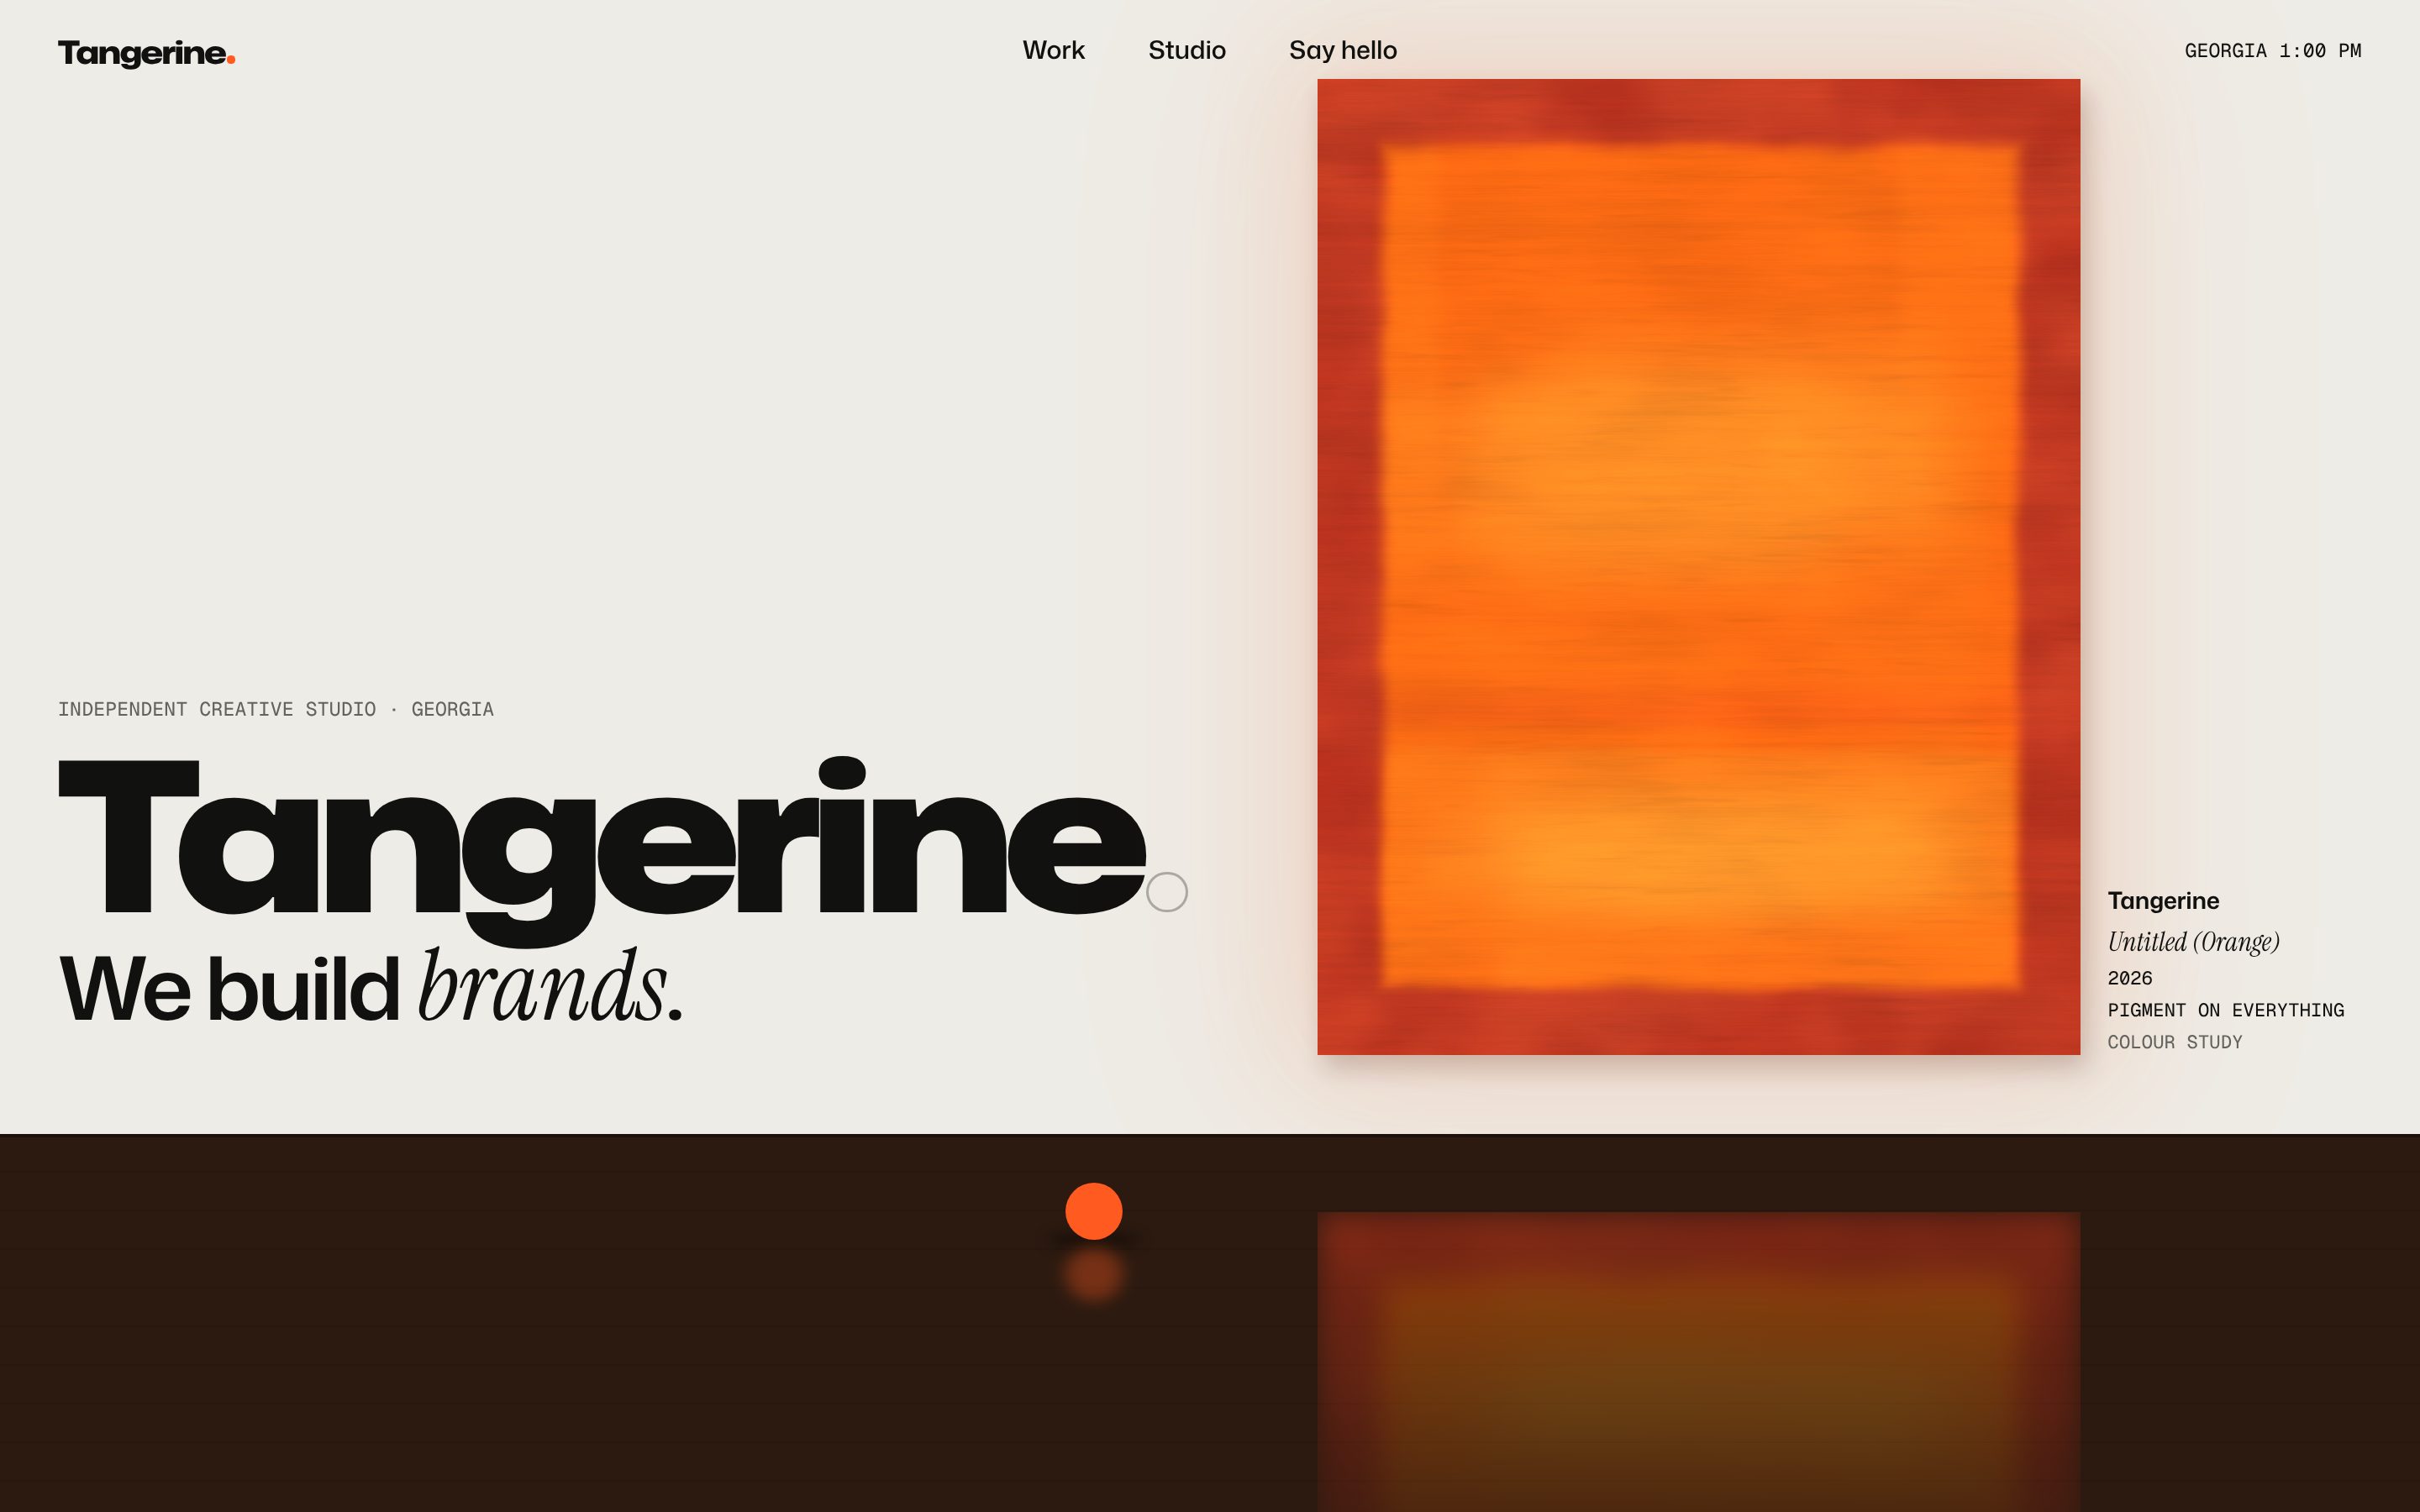 Tangerine.
Work Studio Say hello
GEORGIA 1:00 PM
INDEPENDENT CREATIVE STUDIO · GEORGIA
Tangerine
We build brands.
Tangerine
Untitled (Orange)
2026
PIGMENT ON EVERYTHING
COLOUR STUDY